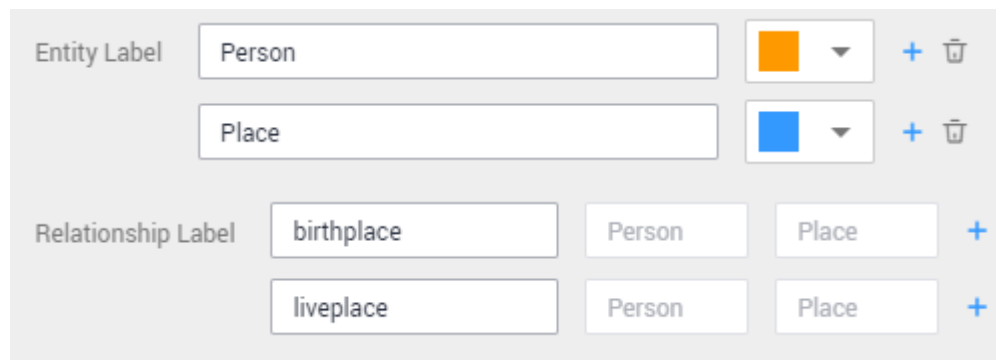 Entity Label Person
Place
Relationship Label birthplace Person Place
liveplace Person Place